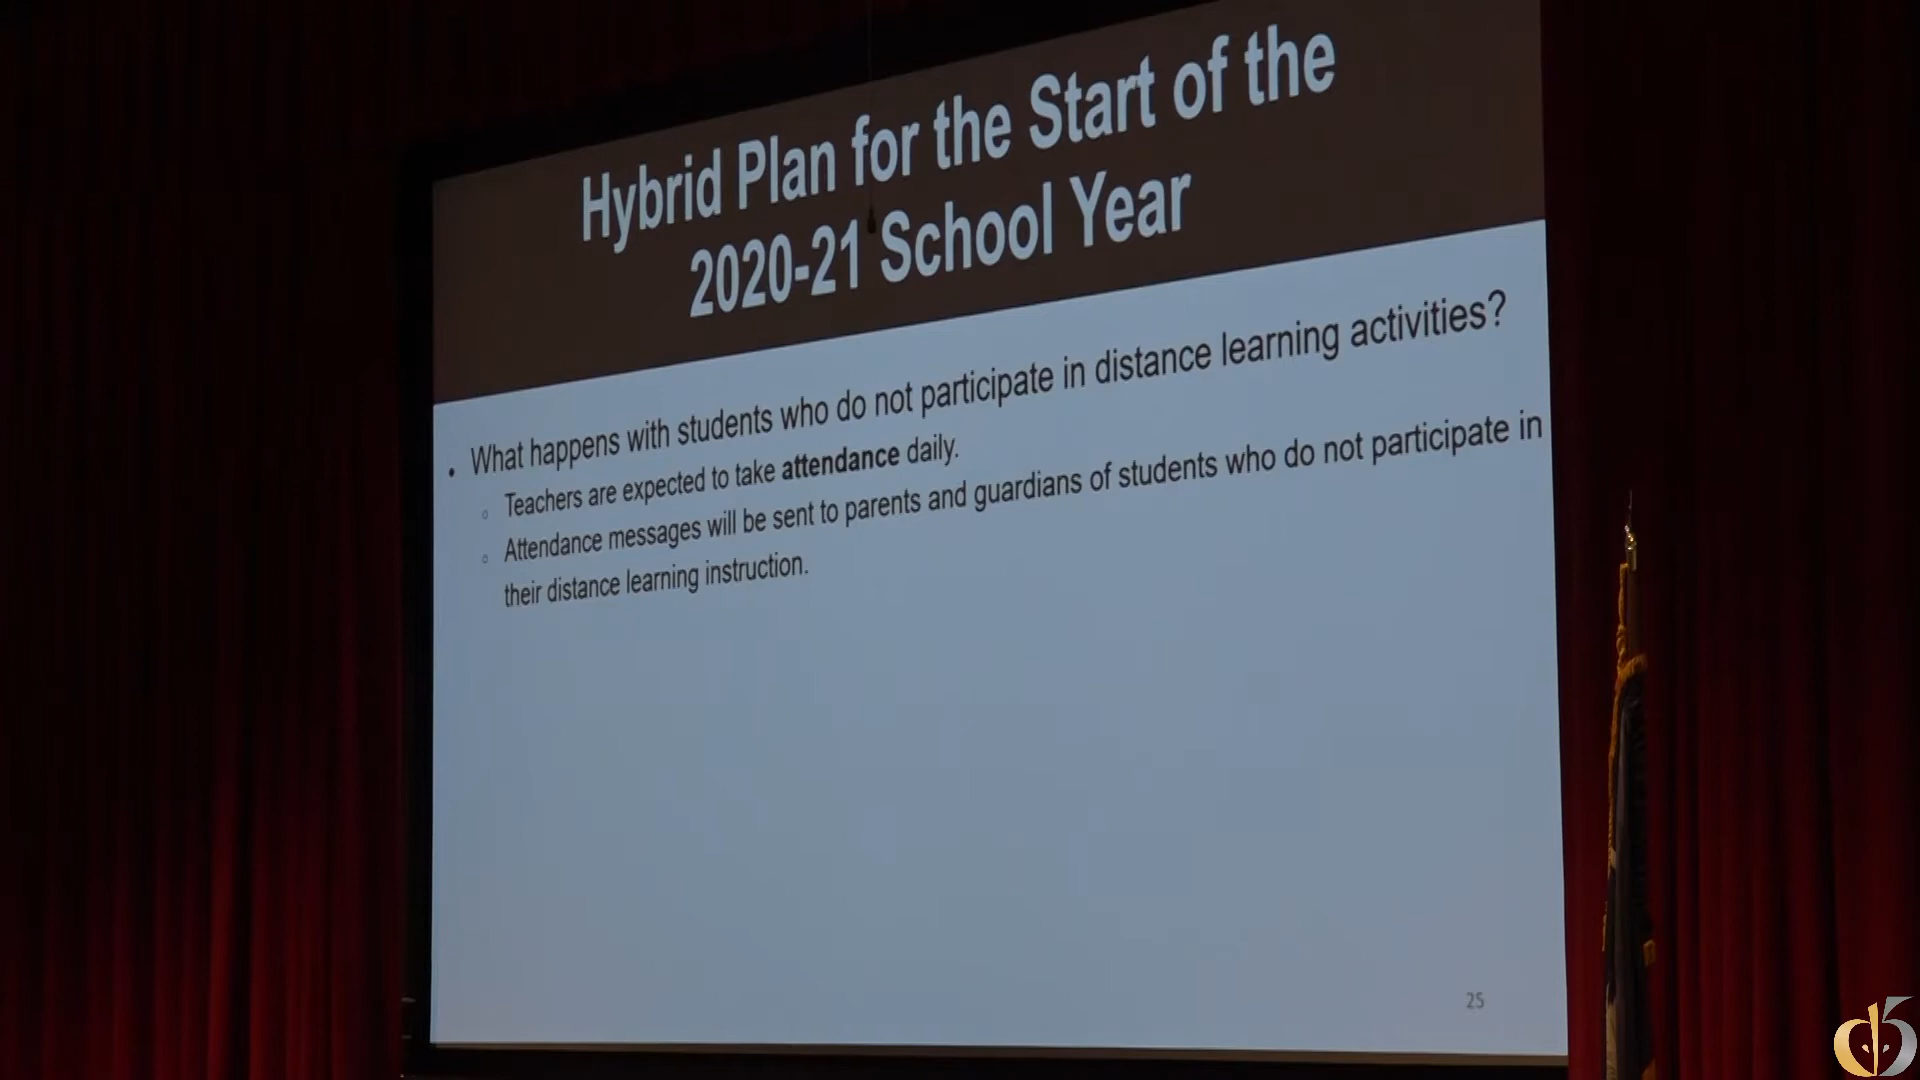 Hybrid Plan for the Start of the
2020-21 School Year
• What happens with students who do not participate in distance learning activities?
○ Teachers are expected to take attendance daily.
○ Attendance messages will be sent to parents and guardians of students who do not participate in
their distance learning instruction.
25